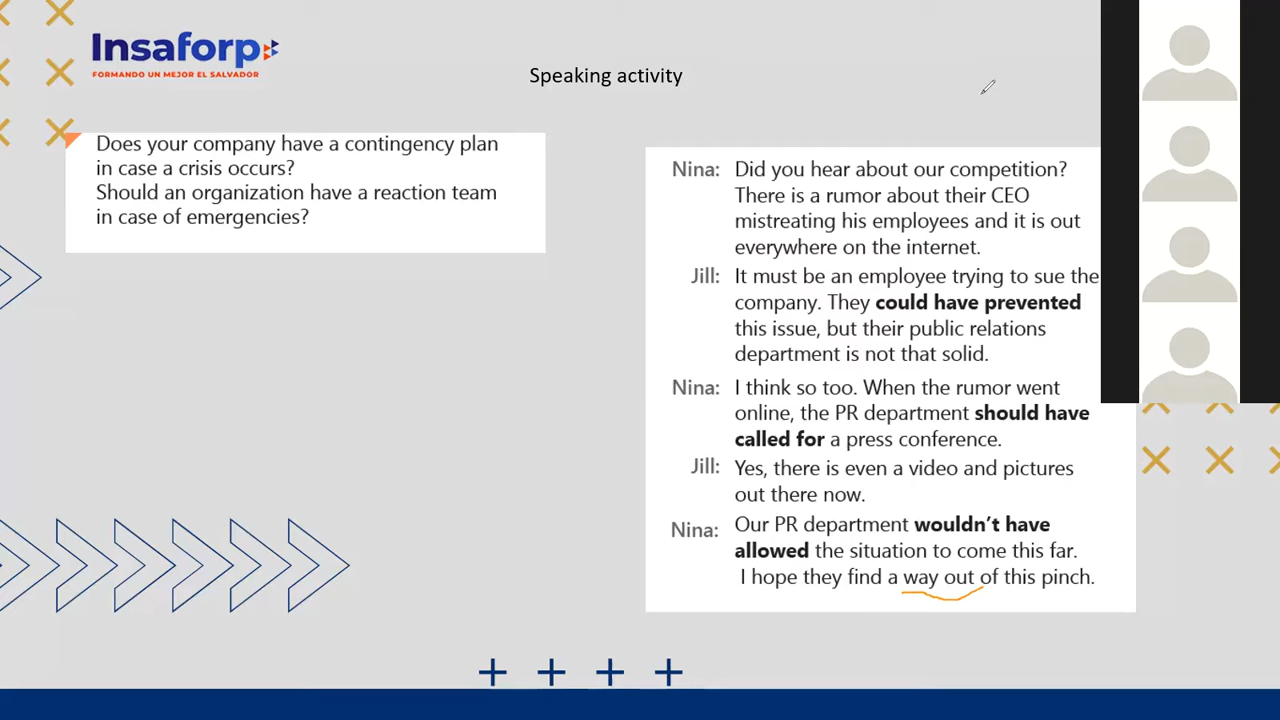 Insaforp
FORMANDO UN MEJOR EL SALVADOR
Speaking activity
Does your company have a contingency plan
in case a crisis occurs?
Should an organization have a reaction team
in case of emergencies?
Nina: Did you hear about our competition?
There is a rumor about their CEO
mistreating his employees and it is out
everywhere on the internet.
Jill: It must be an employee trying to sue the
company. They could have prevented
this issue, but their public relations
department is not that solid.
Nina: I think so too. When the rumor went
online, the PR department should have
called for a press conference.
Jill: Yes, there is even a video and pictures
out there now.
Nina: Our PR department wouldn't have
allowed the situation to come this far.
I hope they find a way out of this pinch.